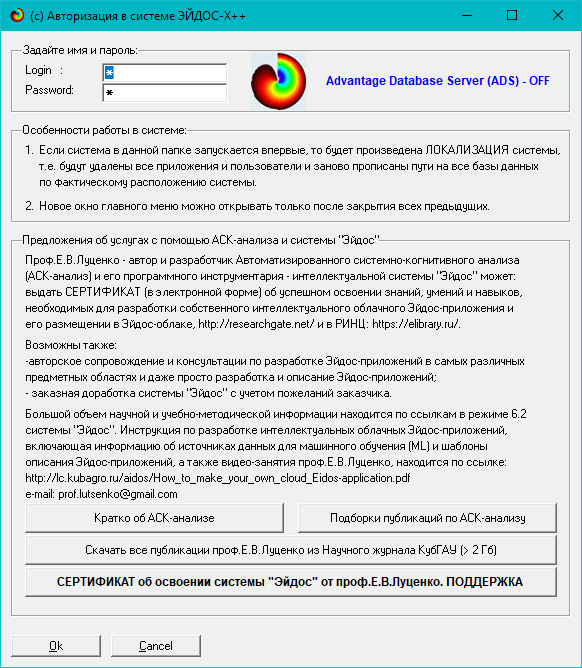 (c) Авторизация в системе ЭЙДОС-X++
Задайте имя и пароль:
Login :
*
Password:
*
Advantage Database Server (ADS) - OFF
Особенности работы в системе:
1. Если система в данной папке запускается впервые, то будет произведена ЛОКАЛИЗАЦИЯ системы,
т.е. будут удалены все приложения и пользователи и заново прописаны пути на все базы данных
по фактическому расположению системы.
2. Новое окно главного меню можно открывать только после закрытия всех предыдущих.
Предложения об услугах с помощью АСК-анализа и системы "Эйдос"
Проф.Е.В.Луценко - автор и разработчик Автоматизированного системно-когнитивного анализа
(АСК-анализ) и его программного инструментария - интеллектуальной системы "Эйдос" может:
выдать СЕРТИФИКАТ (в электронной форме) об успешном освоении знаний, умений и навыков,
необходимых для разработки собственного интеллектуального облачного Эйдос-приложения и
его размещении в Эйдос-облаке, http://researchgate.net/ и в РИНЦ: https://elibrary.ru/.
Возможны также:
-авторское сопровождение и консультации по разработке Эйдос-приложений в самых различных
предметных областях и даже просто разработка и описание Эйдос-приложений;
- заказная доработка системы "Эйдос" с учетом пожеланий заказчика.
Большой объем научной и учебно-методической информации находится по ссылкам в режиме 6.2
системы "Эйдос". Инструкция по разработке интеллектуальных облачных Эйдос-приложений,
включающая информацию об источниках данных для машинного обучения (ML) и шаблоны
описания Эйдос-приложений, а также видео-занятия проф.Е.В.Луценко, находится по ссылке:
http://lc.kubagro.ru/aidos/How_to_make_your_own_cloud_Eidos-application.pdf
e-mail: prof.lutsenko@gmail.com
Кратко об АСК-анализе
Подборки публикаций по АСК-анализу
Скачать все публикации проф.Е.В.Луценко из Научного журнала КубГАУ (> 2 Гб)
СЕРТИФИКАТ об освоении системы "Эйдос" от проф.Е.В.Луценко. ПОДДЕРЖКА
Ok
Cancel